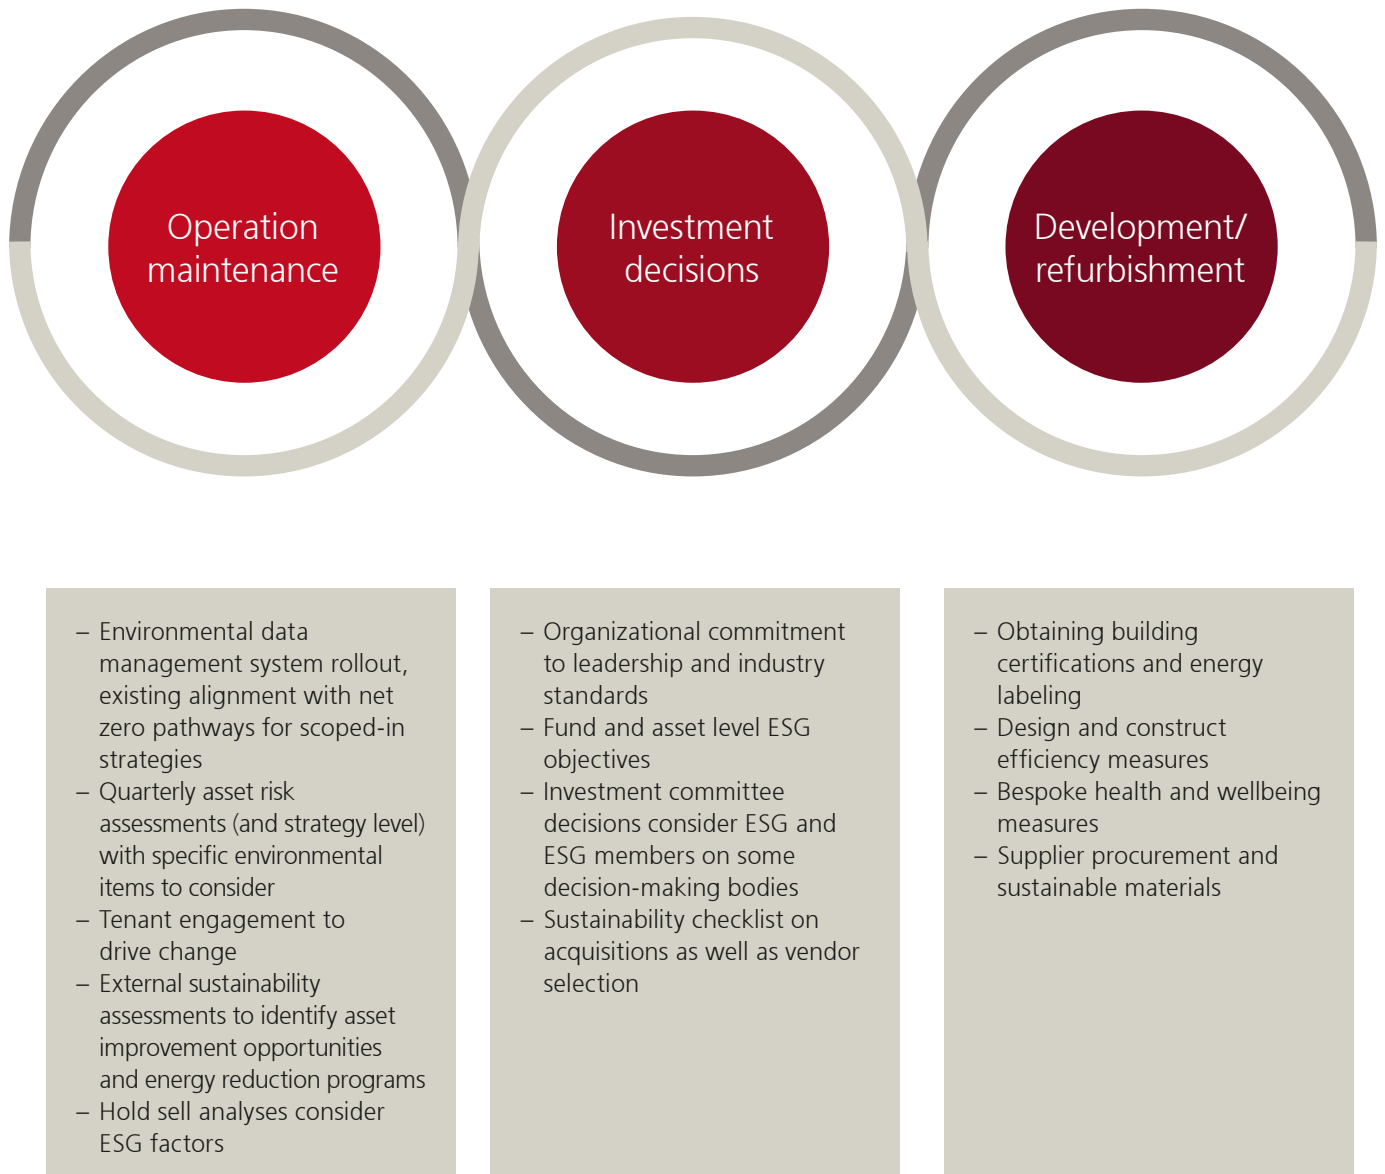 Operation
maintenance
Investment
decisions
Development/
refurbishment
– Environmental data
management system rollout,
existing alignment with net
zero pathways for scoped-in
strategies
– Quarterly asset risk
assessments (and strategy level)
with specific environmental
items to consider
– Tenant engagement to
drive change
– External sustainability
assessments to identify asset
improvement opportunities
and energy reduction programs
– Hold sell analyses consider
ESG factors
– Organizational commitment
to leadership and industry
standards
– Fund and asset level ESG
objectives
– Investment committee
decisions consider ESG and
ESG members on some
decision-making bodies
– Sustainability checklist on
acquisitions as well as vendor
selection
– Obtaining building
certifications and energy
labeling
– Design and construct
efficiency measures
– Bespoke health and wellbeing
measures
– Supplier procurement and
sustainable materials